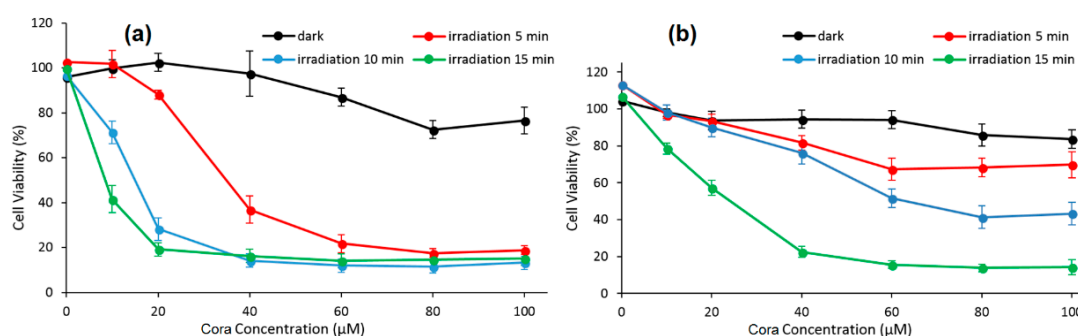 (a)
dark
irradiation 5 min
irradiation 10 min
irradiation 15 min
Cell Viability (%)
120
100
80
60
40
20
0
0 20 40 60 80 100
Cora Concentration (µM)
(b)
dark
irradiation 5 min
irradiation 10 min
irradiation 15 min
Cell Viability (%)
120
100
80
60
40
20
0
0 20 40 60 80 100
Cora Concentration (µM)